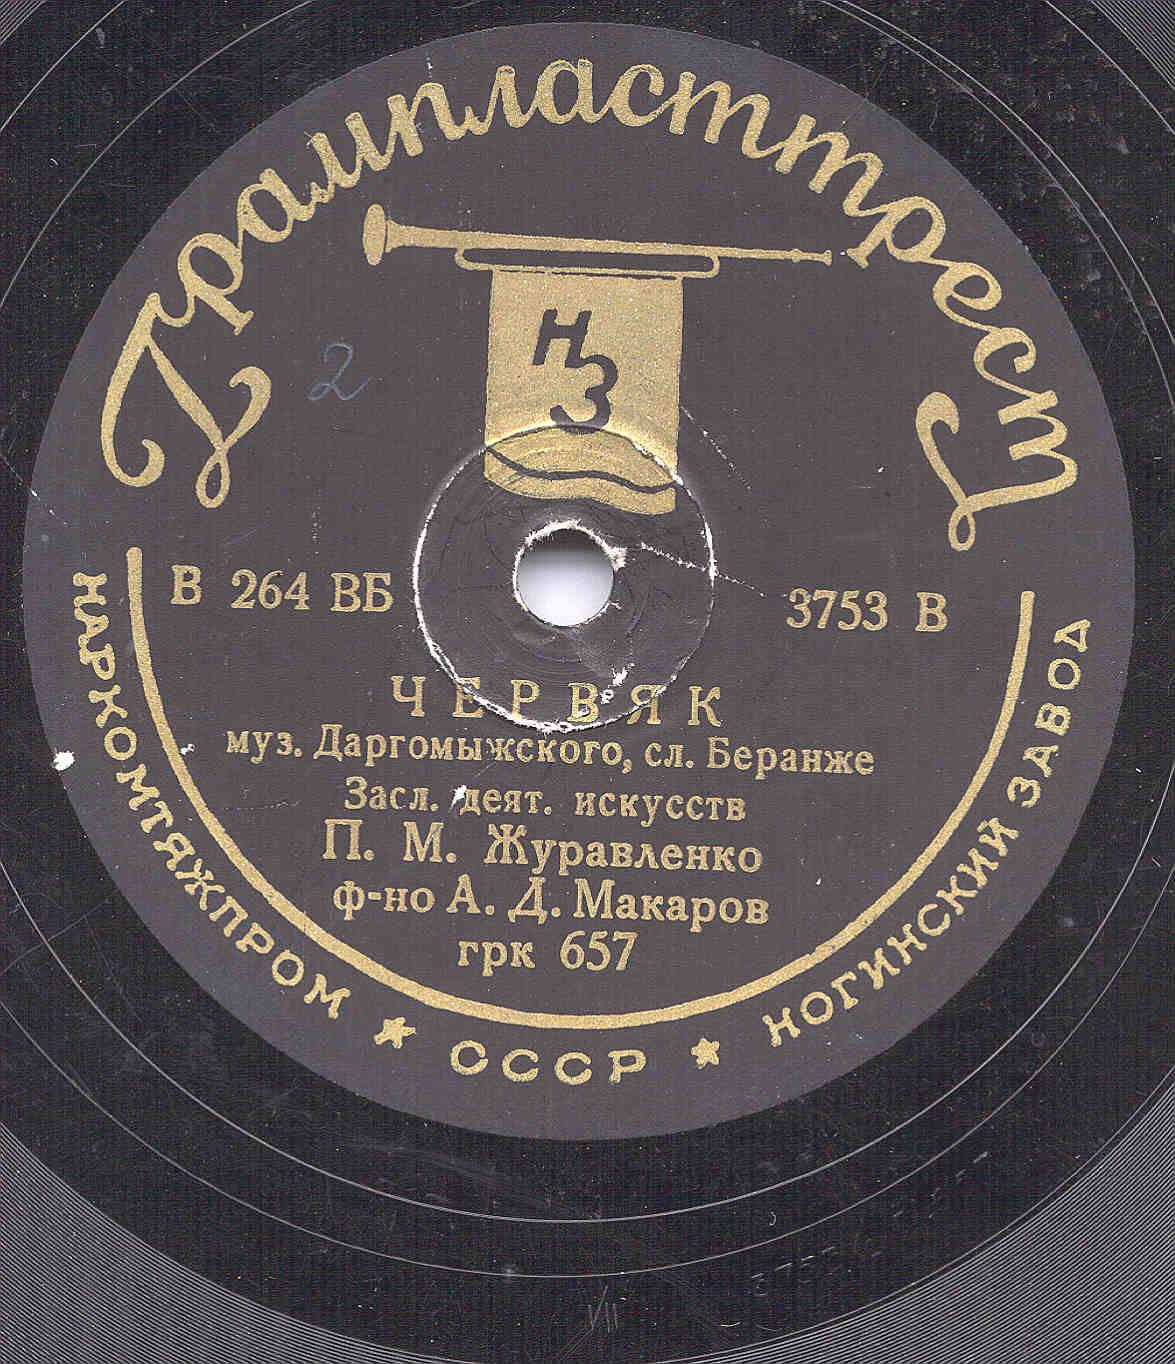 Грампласттрест
НЗ
2
В 264 ВБ
3753 В
ЧЕРВЯК
муз. Даргомыжского, сл. Беранже
Засл. деят. искусств
П. М. Журавленко
ф-но А. Д. Макаров
грк 657
НАРКОМТЯЖПРОМ ★ СССР ★ НОГИНСКИЙ ЗАВОД
VII